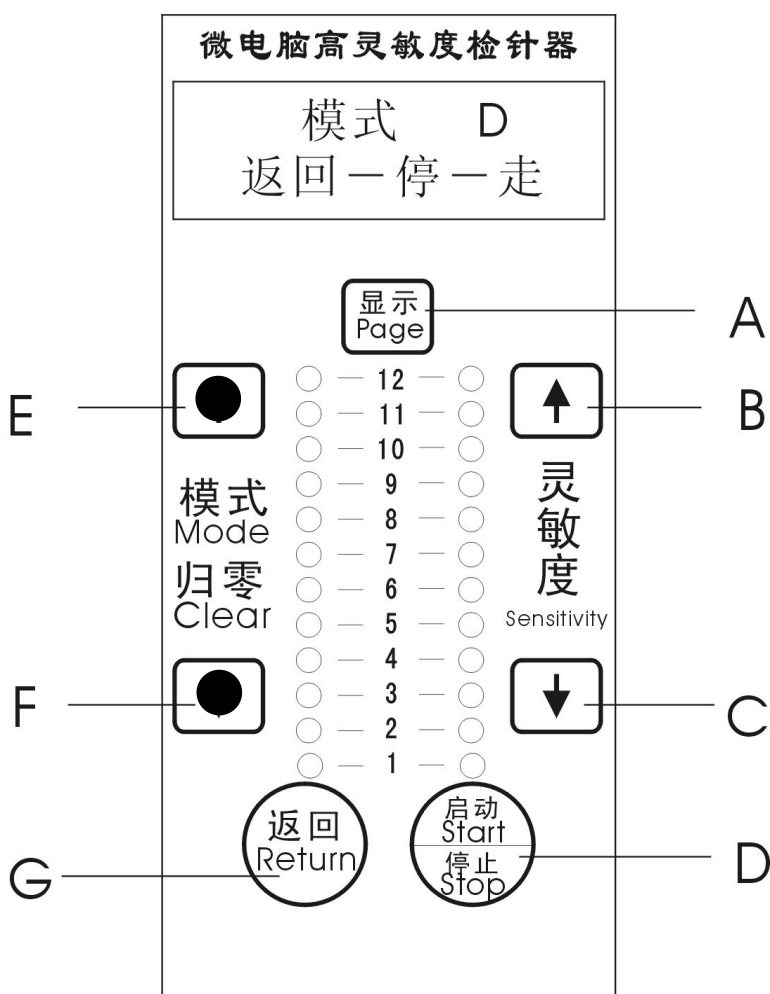 微电脑高灵敏度检针器
模式 D
返回－停－走
显示
Page
A
E
B
12
11
10
9
8
7
6
5
4
3
2
1
模式
Mode
归零
Clear
灵敏度
Sensitivity
F
C
返回
Return
启动
Start
停止
Stop
G
D